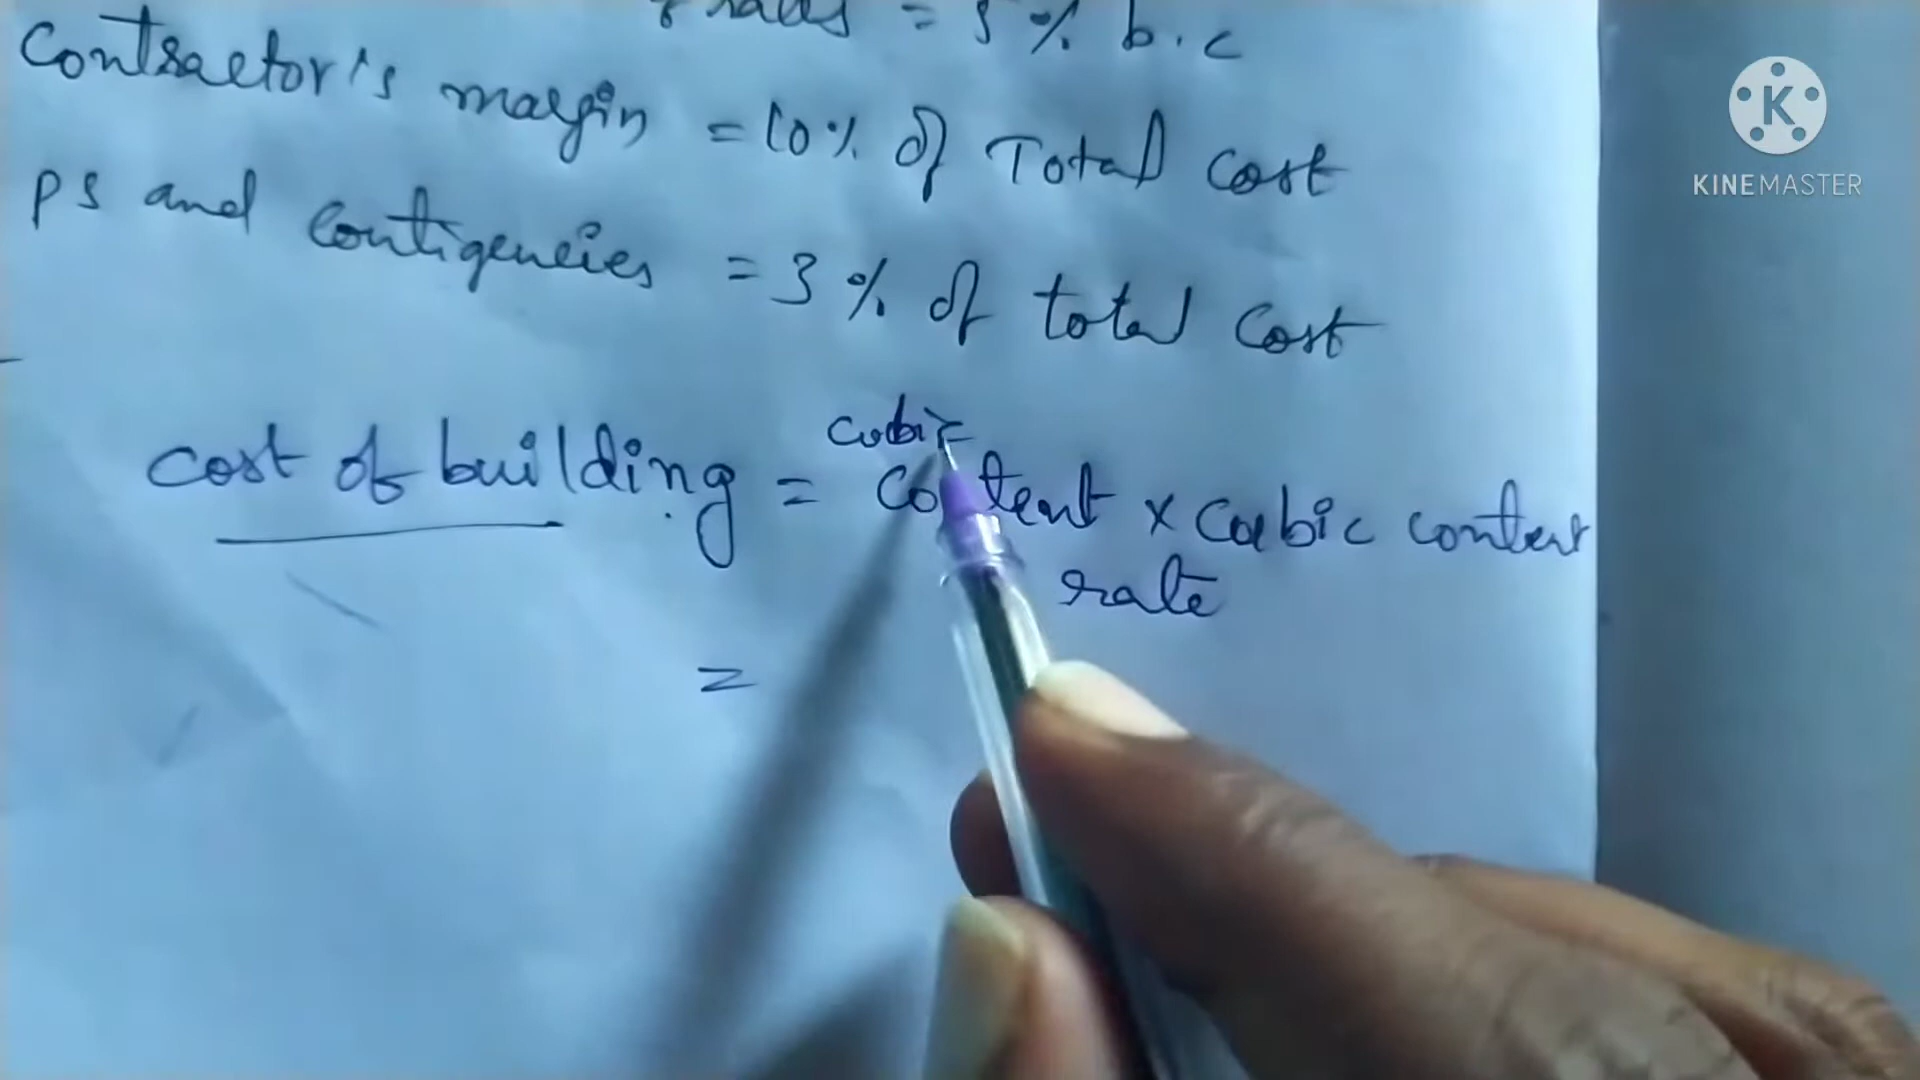 = 5% b.c
Contractor's margin = 10% of Total cost
PS and contigencies = 3% of total cost
cubic
cost of building = content x cubic content
rate
=
K
KINEMASTER